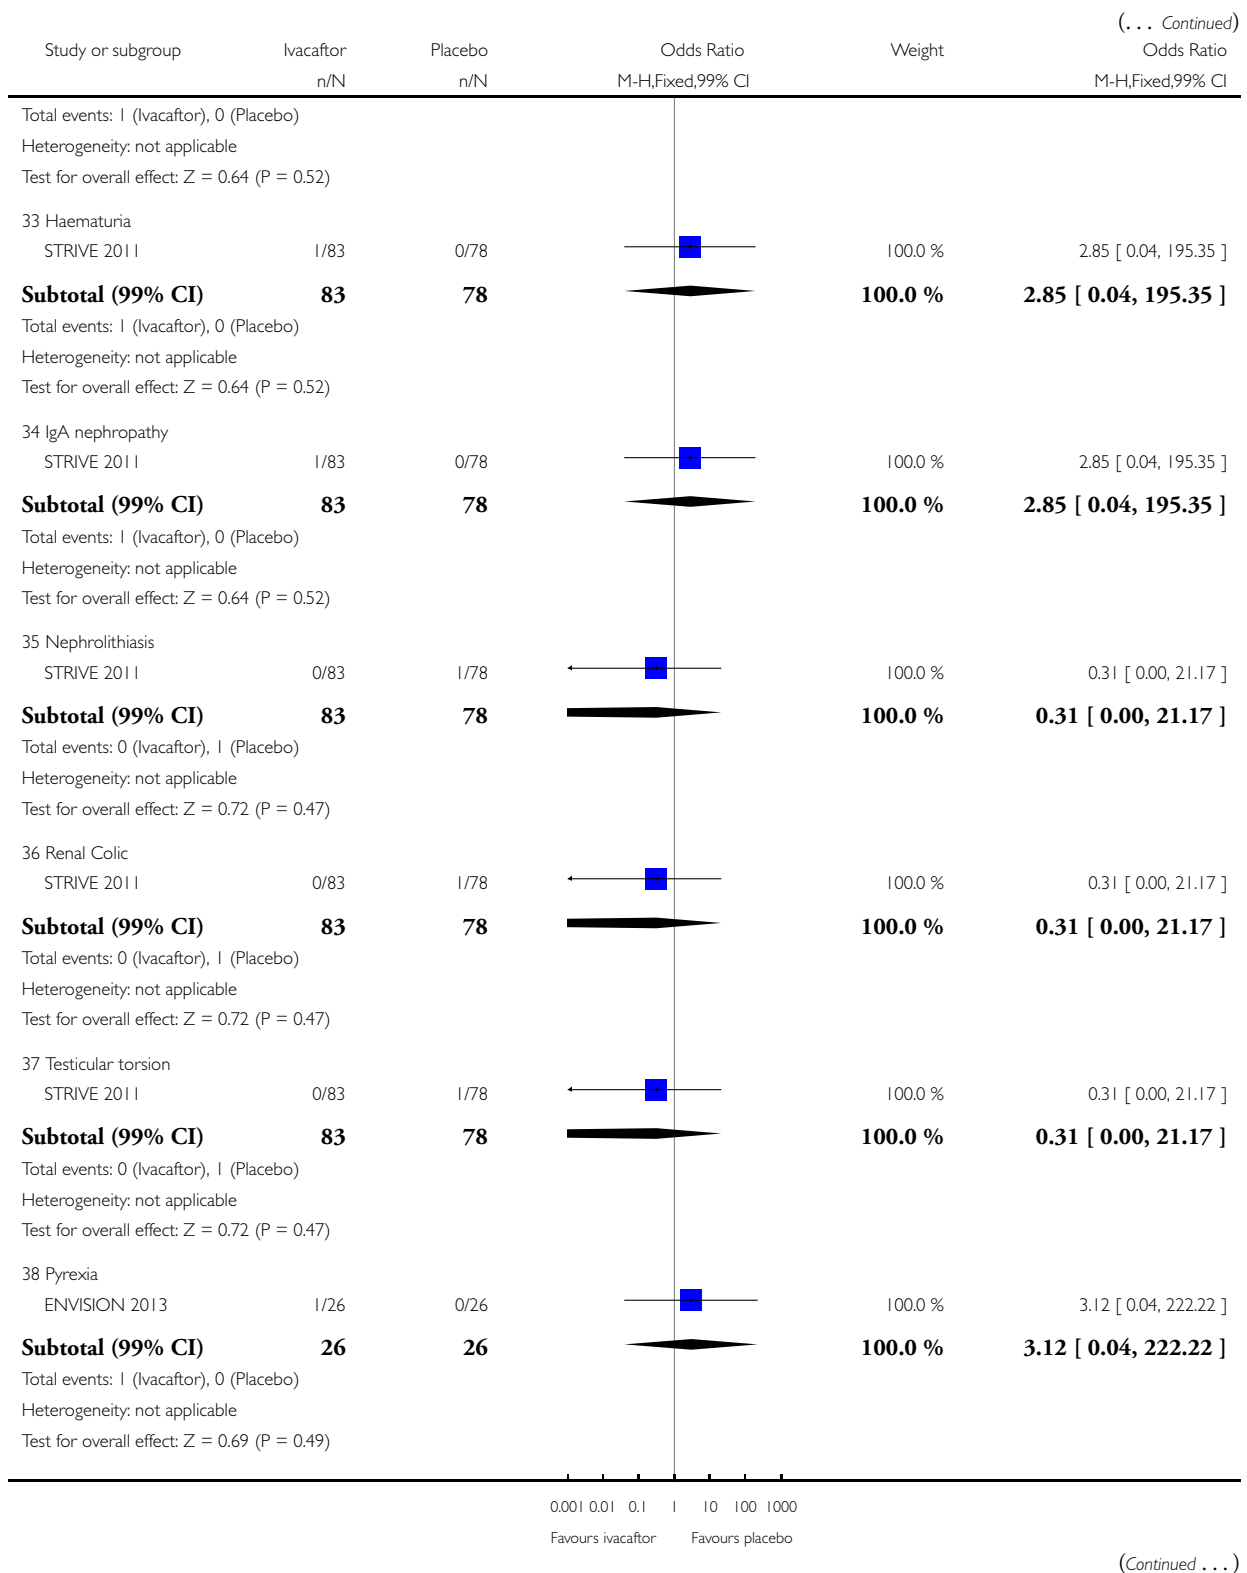 (... Continued)
Study or subgroup Ivacaftor Placebo Odds Ratio Weight Odds Ratio
n/N n/N M-H,Fixed,99% CI M-H,Fixed,99% CI
Total events: 1 (Ivacaftor), 0 (Placebo)
Heterogeneity: not applicable
Test for overall effect: Z = 0.64 (P = 0.52)
33 Haematuria
STRIVE 2011 1/83 0/78 100.0 % 2.85 [ 0.04, 195.35 ]
Subtotal (99% CI) 83 78 100.0 % 2.85 [ 0.04, 195.35 ]
Total events: 1 (Ivacaftor), 0 (Placebo)
Heterogeneity: not applicable
Test for overall effect: Z = 0.64 (P = 0.52)
34 IgA nephropathy
STRIVE 2011 1/83 0/78 100.0 % 2.85 [ 0.04, 195.35 ]
Subtotal (99% CI) 83 78 100.0 % 2.85 [ 0.04, 195.35 ]
Total events: 1 (Ivacaftor), 0 (Placebo)
Heterogeneity: not applicable
Test for overall effect: Z = 0.64 (P = 0.52)
35 Nephrolithiasis
STRIVE 2011 0/83 1/78 100.0 % 0.31 [ 0.00, 21.17 ]
Subtotal (99% CI) 83 78 100.0 % 0.31 [ 0.00, 21.17 ]
Total events: 0 (Ivacaftor), 1 (Placebo)
Heterogeneity: not applicable
Test for overall effect: Z = 0.72 (P = 0.47)
36 Renal Colic
STRIVE 2011 0/83 1/78 100.0 % 0.31 [ 0.00, 21.17 ]
Subtotal (99% CI) 83 78 100.0 % 0.31 [ 0.00, 21.17 ]
Total events: 0 (Ivacaftor), 1 (Placebo)
Heterogeneity: not applicable
Test for overall effect: Z = 0.72 (P = 0.47)
37 Testicular torsion
STRIVE 2011 0/83 1/78 100.0 % 0.31 [ 0.00, 21.17 ]
Subtotal (99% CI) 83 78 100.0 % 0.31 [ 0.00, 21.17 ]
Total events: 0 (Ivacaftor), 1 (Placebo)
Heterogeneity: not applicable
Test for overall effect: Z = 0.72 (P = 0.47)
38 Pyrexia
ENVISION 2013 1/26 0/26 100.0 % 3.12 [ 0.04, 222.22 ]
Subtotal (99% CI) 26 26 100.0 % 3.12 [ 0.04, 222.22 ]
Total events: 1 (Ivacaftor), 0 (Placebo)
Heterogeneity: not applicable
Test for overall effect: Z = 0.69 (P = 0.49)
0.001 0.01 0.1 1 10 100 1000
Favours ivacaftor Favours placebo
(Continued ...)